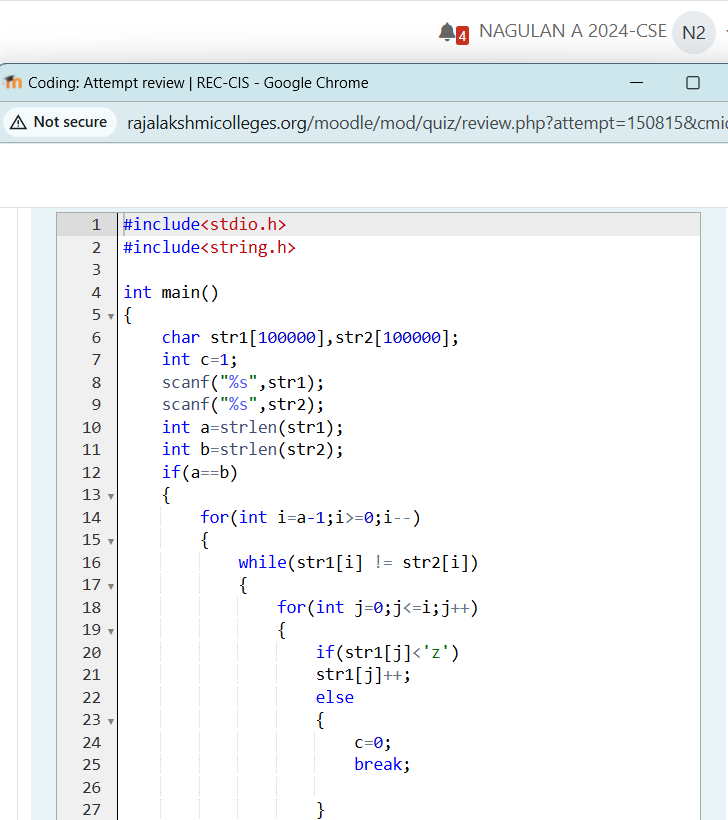 4 NAGULAN A 2024-CSE N2
Coding: Attempt review | REC-CIS - Google Chrome
Not secure rajalakshmicolleges.org/moodle/mod/quiz/review.php?attempt=150815&cmi
1 #include<stdio.h>
2 #include<string.h>
3
4 int main()
5 {
6 char str1[100000],str2[100000];
7 int c=1;
8 scanf("%s",str1);
9 scanf("%s",str2);
10 int a=strlen(str1);
11 int b=strlen(str2);
12 if(a==b)
13 {
14 for(int i=a-1;i>=0;i--)
15 {
16 while(str1[i] != str2[i])
17 {
18 for(int j=0;j<=i;j++)
19 {
20 if(str1[j]<'z')
21 str1[j]++;
22 else
23 {
24 c=0;
25 break;
26
27 }